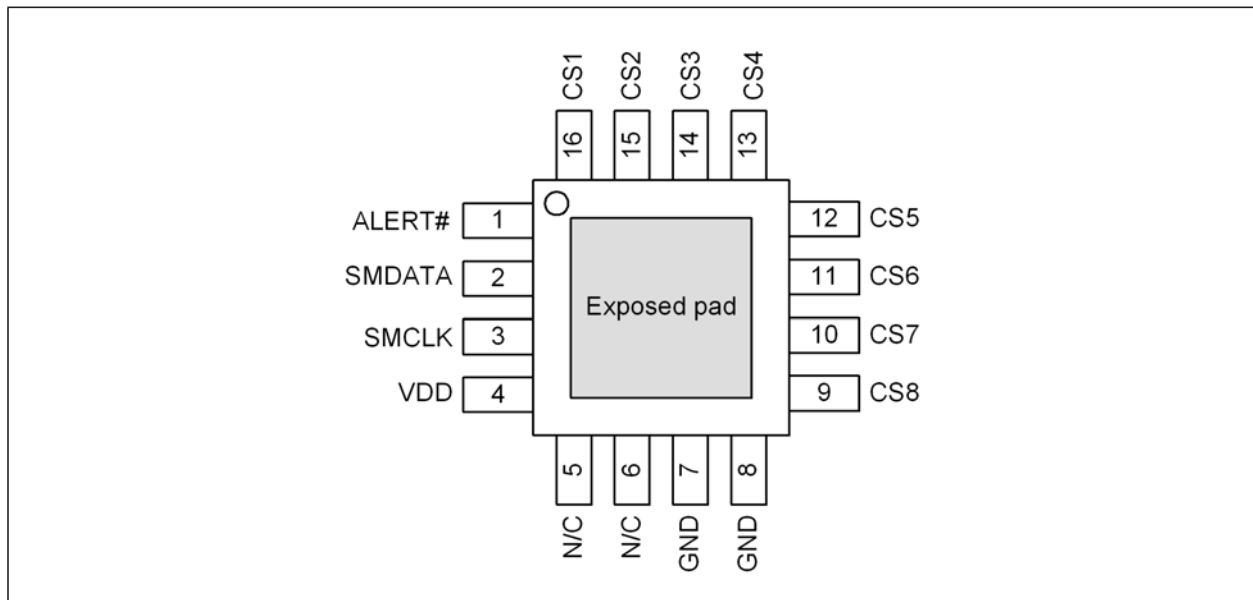 CS1 CS2 CS3 CS4
16 15 14 13
ALERT# 1 12 CS5
SMDATA 2 11 CS6
Exposed pad
SMCLK 3 10 CS7
VDD 4 9 CS8
5 6 7 8
N/C N/C GND GND